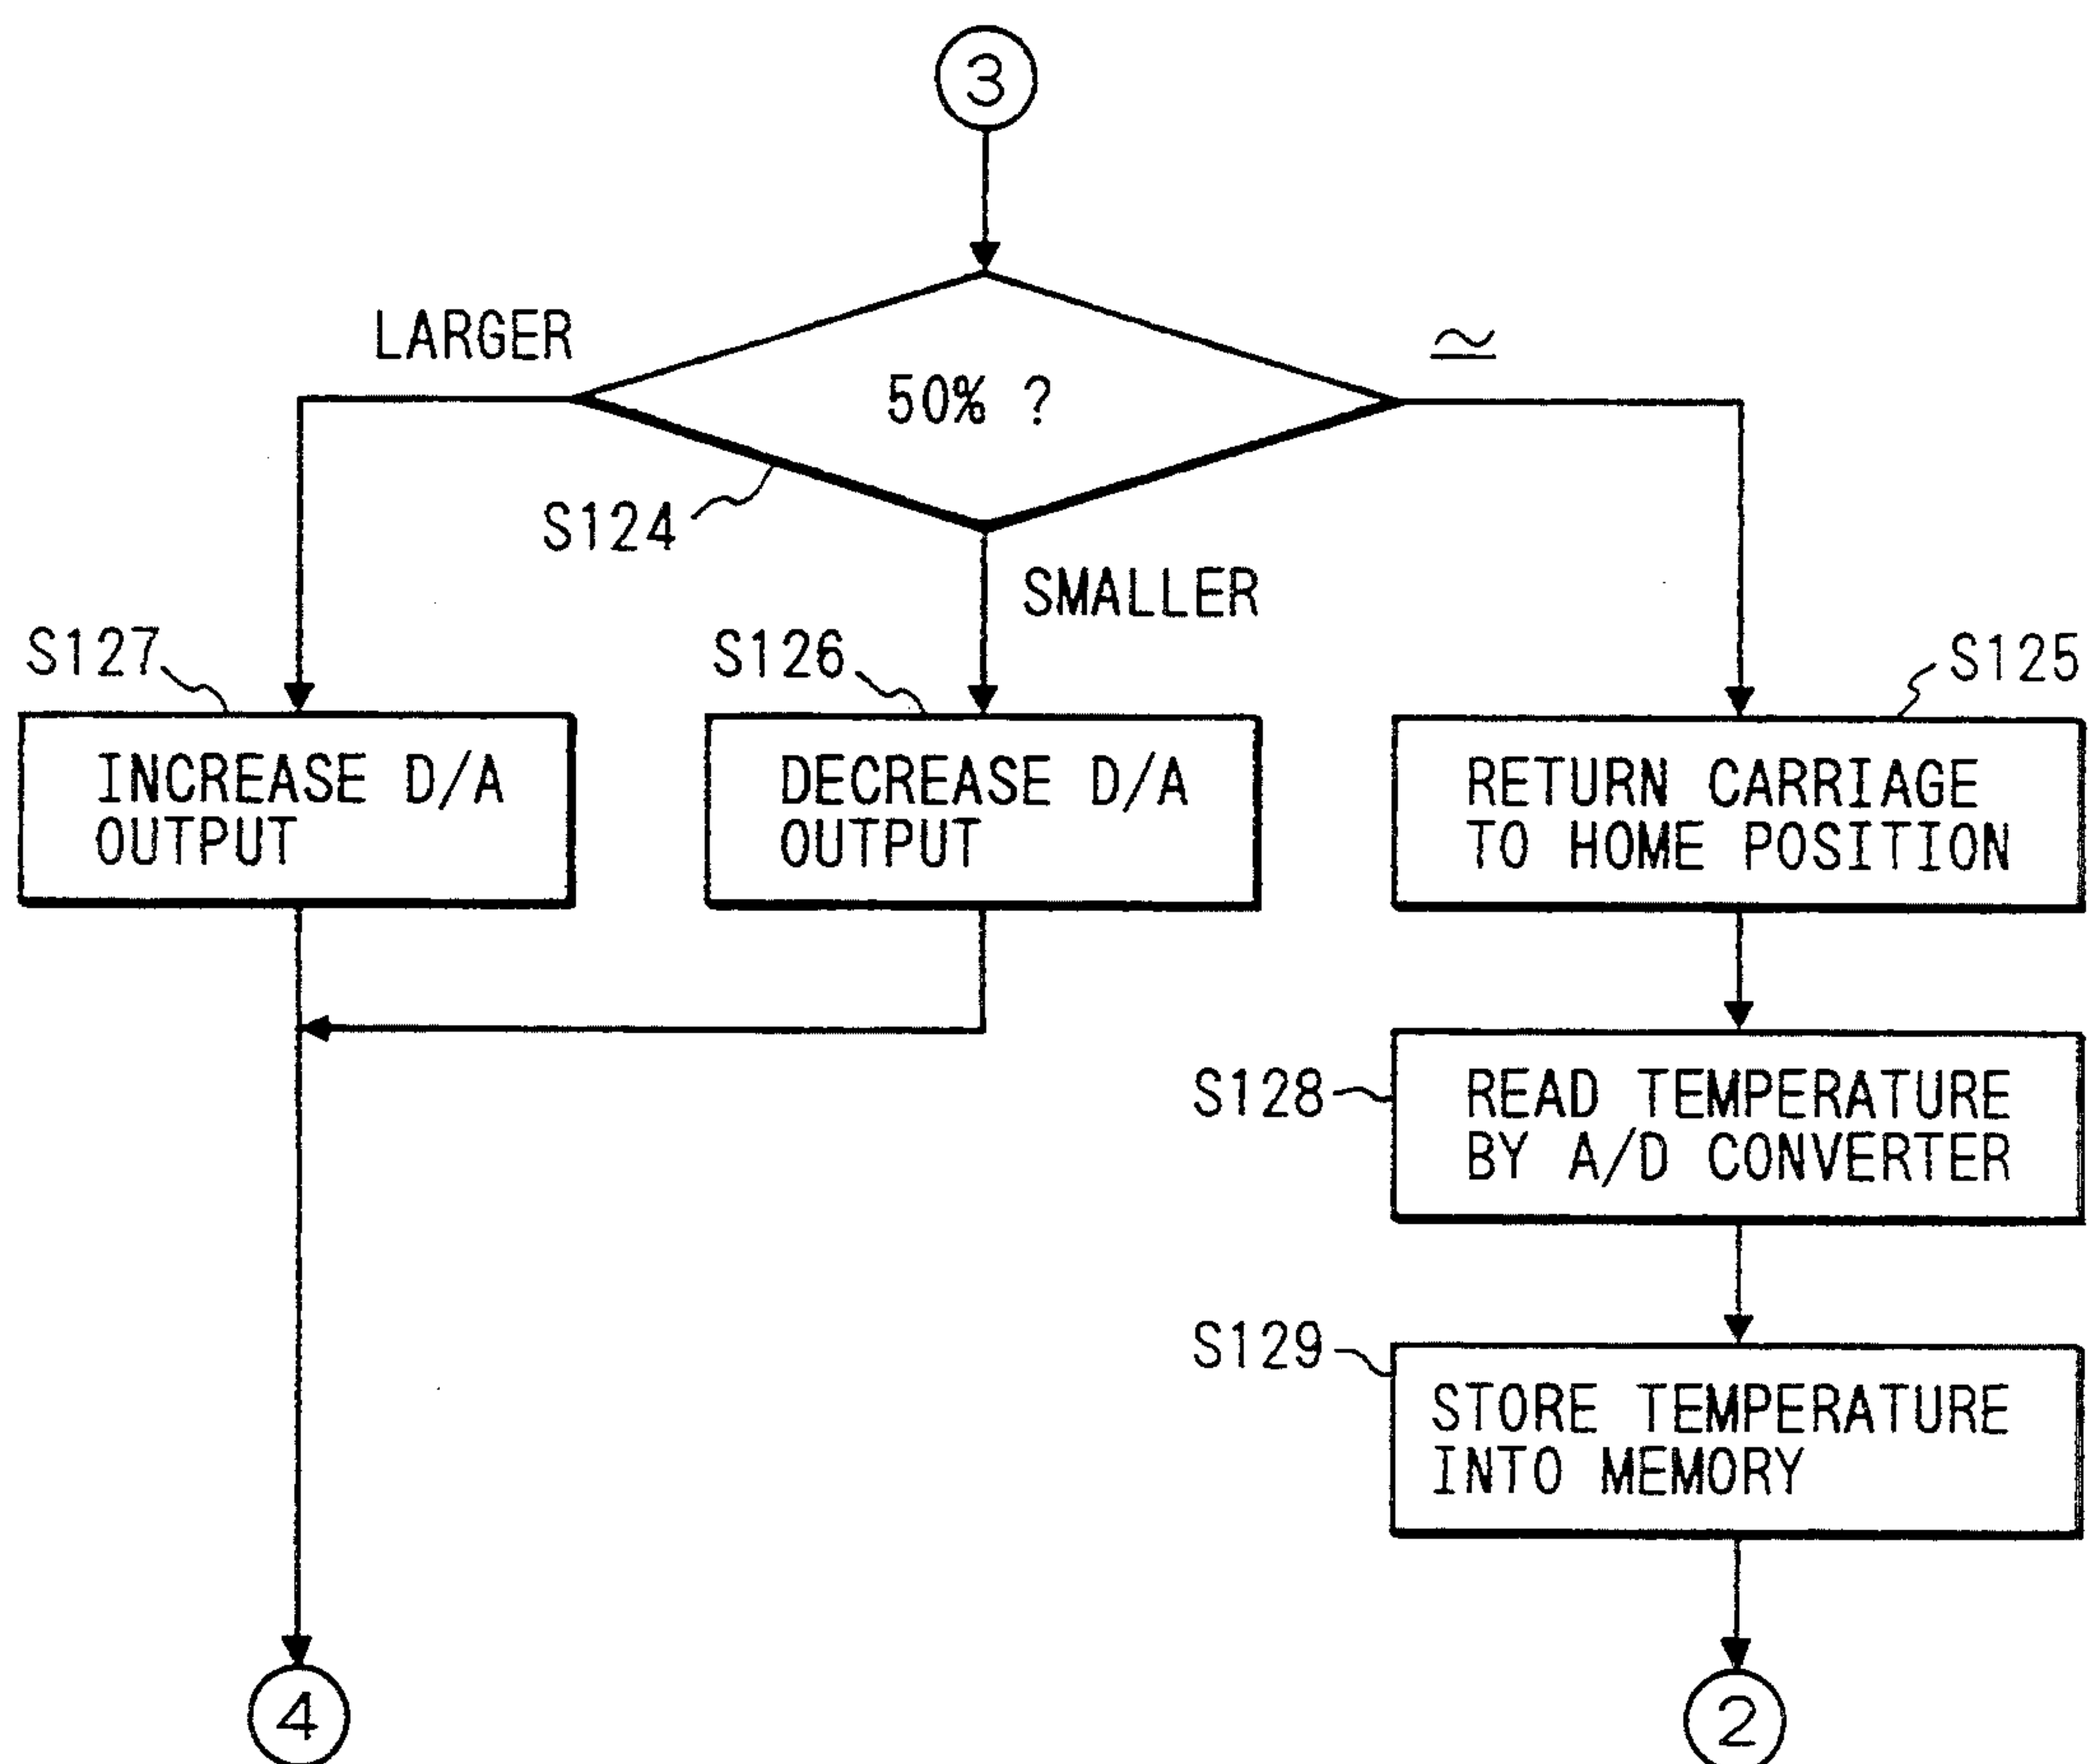 3
LARGER
≃
50% ?
S124
SMALLER
S127
S126
S125
INCREASE D/A
OUTPUT
DECREASE D/A
OUTPUT
RETURN CARRIAGE
TO HOME POSITION
S128
READ TEMPERATURE
BY A/D CONVERTER
S129
STORE TEMPERATURE
INTO MEMORY
4
2